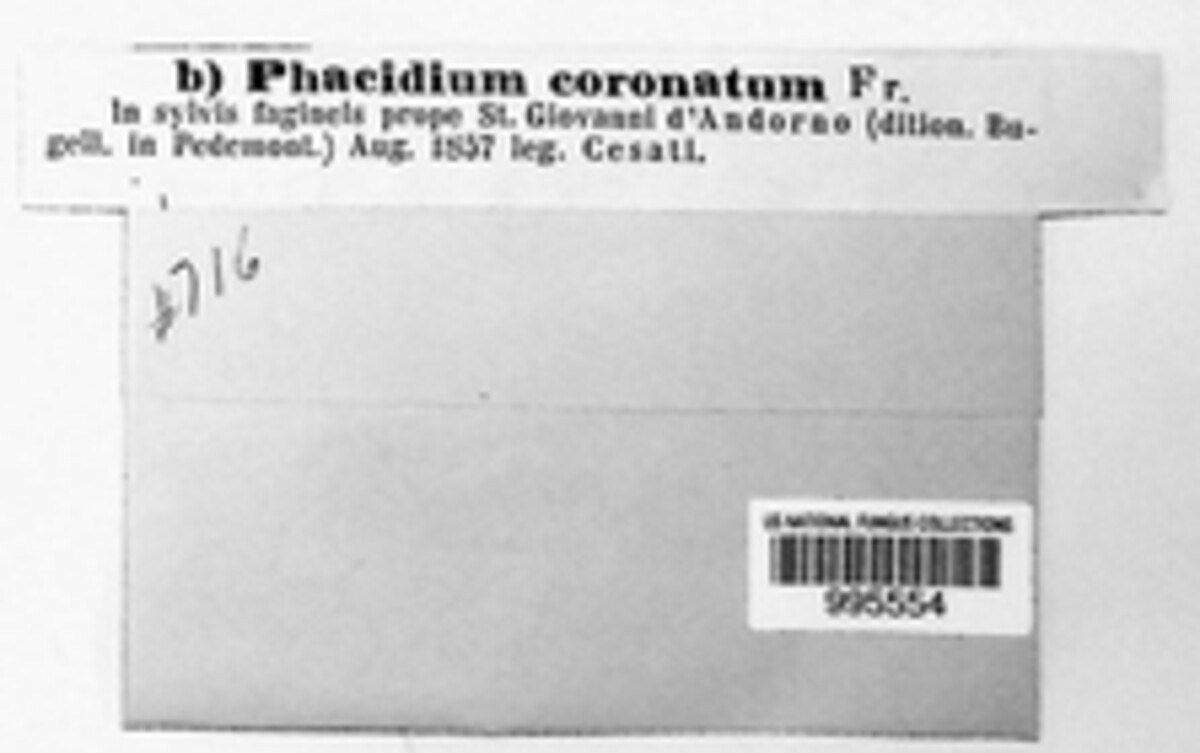 b) Phacidium coronatum Fr.
In sylvis fagineis prope St. Giovanni d'Andorno (dition. Bu-
gell. in Pedemont.) Aug. 1857 leg. Cesati.
#716
US NATIONAL FUNGUS COLLECTIONS
995554